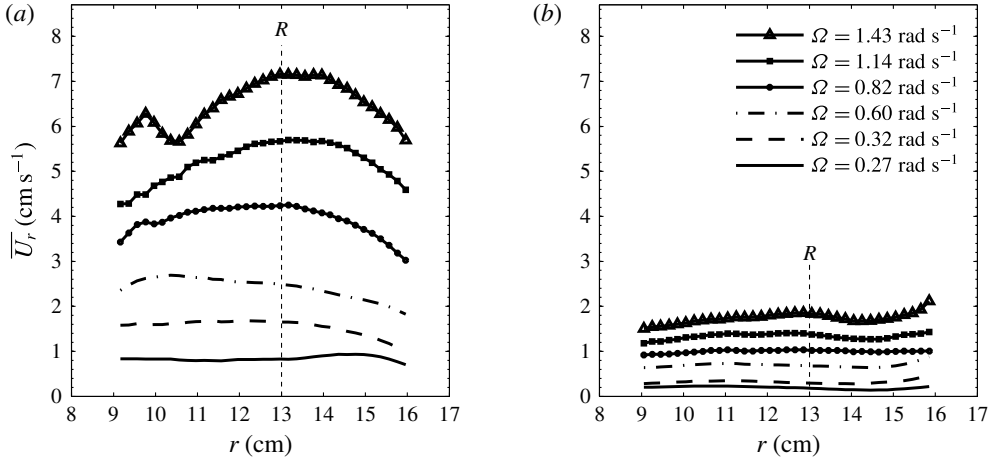 (a)
8
7
6
5
4
3
2
1
0
U_r (cm s⁻¹)
R
8 9 10 11 12 13 14 15 16 17
r (cm)
(b)
8
7
6
5
4
3
2
1
0
Ω = 1.43 rad s⁻¹
Ω = 1.14 rad s⁻¹
Ω = 0.82 rad s⁻¹
Ω = 0.60 rad s⁻¹
Ω = 0.32 rad s⁻¹
Ω = 0.27 rad s⁻¹
R
8 9 10 11 12 13 14 15 16 17
r (cm)